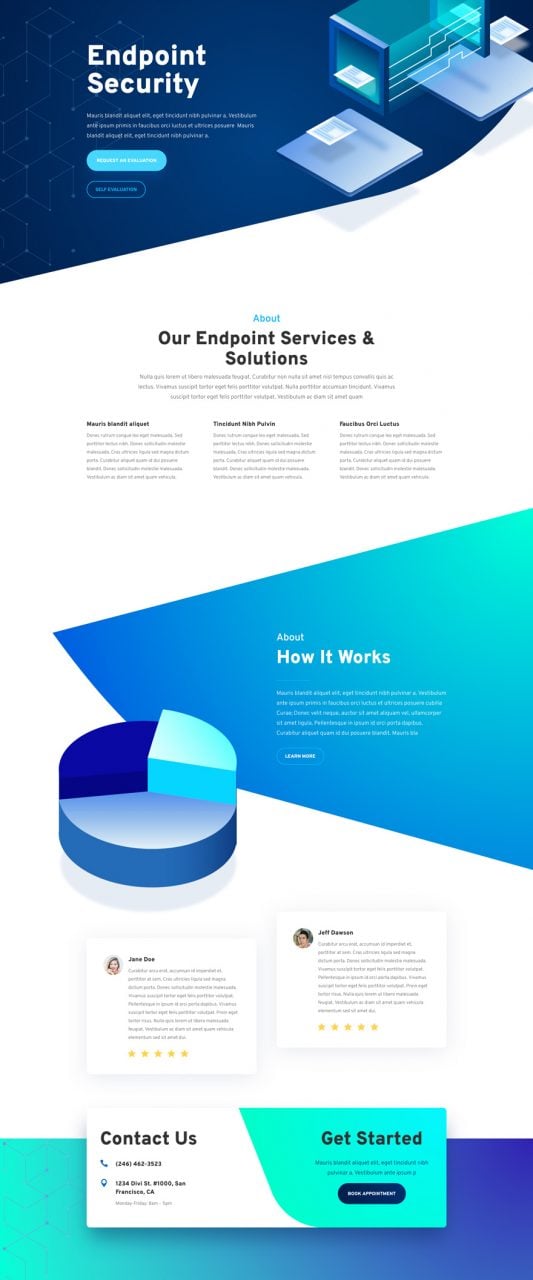 Endpoint
Security
Mauris blandit aliquet elit, eget tincidunt nibh pulvinar a. Vestibulum
ante ipsum primis in faucibus orci luctus et ultrices posuere Mauris
blandit aliquet elit, eget tincidunt nibh pulvinar a.
REQUEST AN EVALUATION
SELF EVALUATION
About
Our Endpoint Services &
Solutions
Nulla quis lorem ut libero malesuada feugiat. Curabitur non nulla sit amet nisl tempus convallis quis ac
lectus. Vivamus suscipit tortor eget felis porttitor volutpat. Nulla porttitor accumsan tincidunt. Vivamus
suscipit tortor eget felis porttitor volutpat. Vestibulum ac diam sit amet quam
Mauris blandit aliquet
Donec rutrum congue leo eget malesuada. Sed
porttitor lectus nibh. Donec sollicitudin molestie
malesuada. Cras ultricies ligula sed magna dictum
porta. Curabitur aliquet quam id dui posuere
blandit. Donec sollicitudin molestie malesuada.
Vestibulum ac diam sit amet quam vehicula.
Tincidunt Nibh Pulvin
Donec rutrum congue leo eget malesuada. Sed
porttitor lectus nibh. Donec sollicitudin molestie
malesuada. Cras ultricies ligula sed magna dictum
porta. Curabitur aliquet quam id dui posuere
blandit. Donec sollicitudin molestie malesuada.
Vestibulum ac diam sit amet quam vehicula.
Faucibus Orci Luctus
Donec rutrum congue leo eget malesuada. Sed
porttitor lectus nibh. Donec sollicitudin molestie
malesuada. Cras ultricies ligula sed magna dictum
porta. Curabitur aliquet quam id dui posuere
blandit. Donec sollicitudin molestie malesuada.
Vestibulum ac diam sit amet quam vehicula.
About
How It Works
Mauris blandit aliquet elit, eget tincidunt nibh pulvinar a. Vestibulum
ante ipsum primis in faucibus orci luctus et ultrices posuere cubilia
Curae; Donec velit neque, auctor sit amet aliquam vel, ullamcorper
sit amet ligula. Pellentesque in ipsum id orci porta dapibus.
Curabitur aliquet quam id dui posuere blandit. Mauris bla
LEARN MORE
Jane Doe
Curabitur arcu erat, accumsan id imperdiet et,
porttitor at sem. Cras ultricies ligula sed magna
dictum porta. Donec sollicitudin molestie malesuada.
Vivamus suscipit tortor eget felis porttitor volutpat.
Pellentesque in ipsum id orci porta dapibus. Vivamus
suscipit tortor eget felis porttitor volutpat. Proin eget
tortor risus. Nulla quis lorem ut libero malesuada
feugiat. Vestibulum ac diam sit amet quam vehicula
elementum sed sit amet dui.
Jeff Dawson
Curabitur arcu erat, accumsan id imperdiet et,
porttitor at sem. Cras ultricies ligula sed magna
dictum porta. Donec sollicitudin molestie malesuada.
Vivamus suscipit tortor eget felis porttitor volutpat.
Pellentesque in ipsum id orci porta dapibus. Vivamus
suscipit tortor eget felis porttitor volutpat. Proin eget
tortor risus. Nulla quis lorem ut libero malesuada
feugiat. Vestibulum ac diam sit amet quam vehicula
elementum sed sit amet dui.
Contact Us
(246) 462-3523
1234 Divi St. #1000, San
Francisco, CA
Monday-Friday: 8am - 5pm
Get Started
Mauris blandit aliquet elit, eget tincidunt nibh
pulvinar a. Vestibulum ante ipsum p
BOOK APPOINTMENT